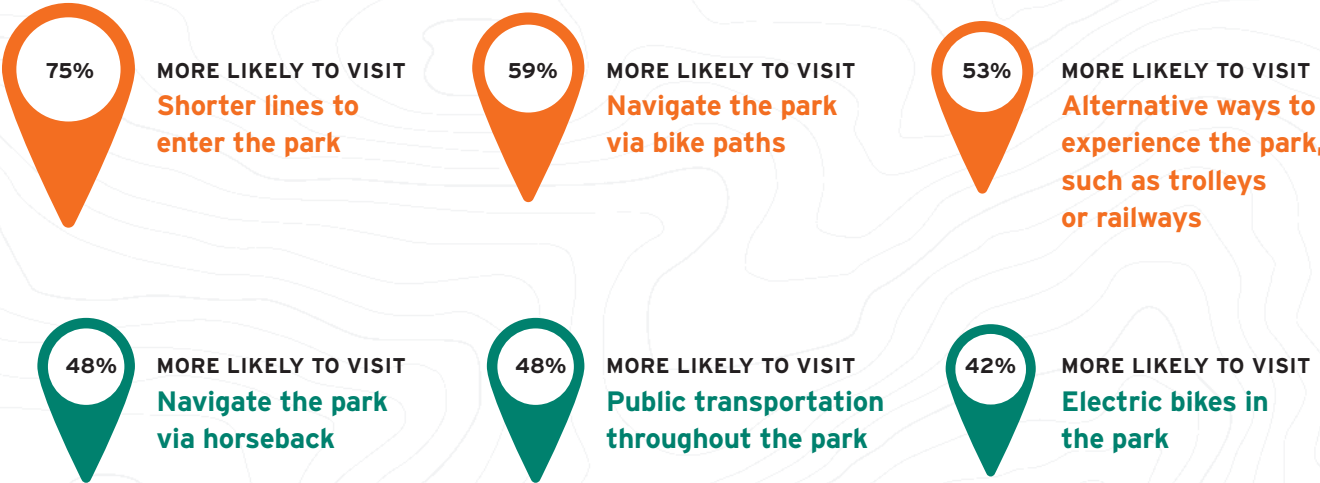 75%
MORE LIKELY TO VISIT
Shorter lines to
enter the park
59%
MORE LIKELY TO VISIT
Navigate the park
via bike paths
53%
MORE LIKELY TO VISIT
Alternative ways to
experience the park,
such as trolleys
or railways
48%
MORE LIKELY TO VISIT
Navigate the park
via horseback
48%
MORE LIKELY TO VISIT
Public transportation
throughout the park
42%
MORE LIKELY TO VISIT
Electric bikes in
the park